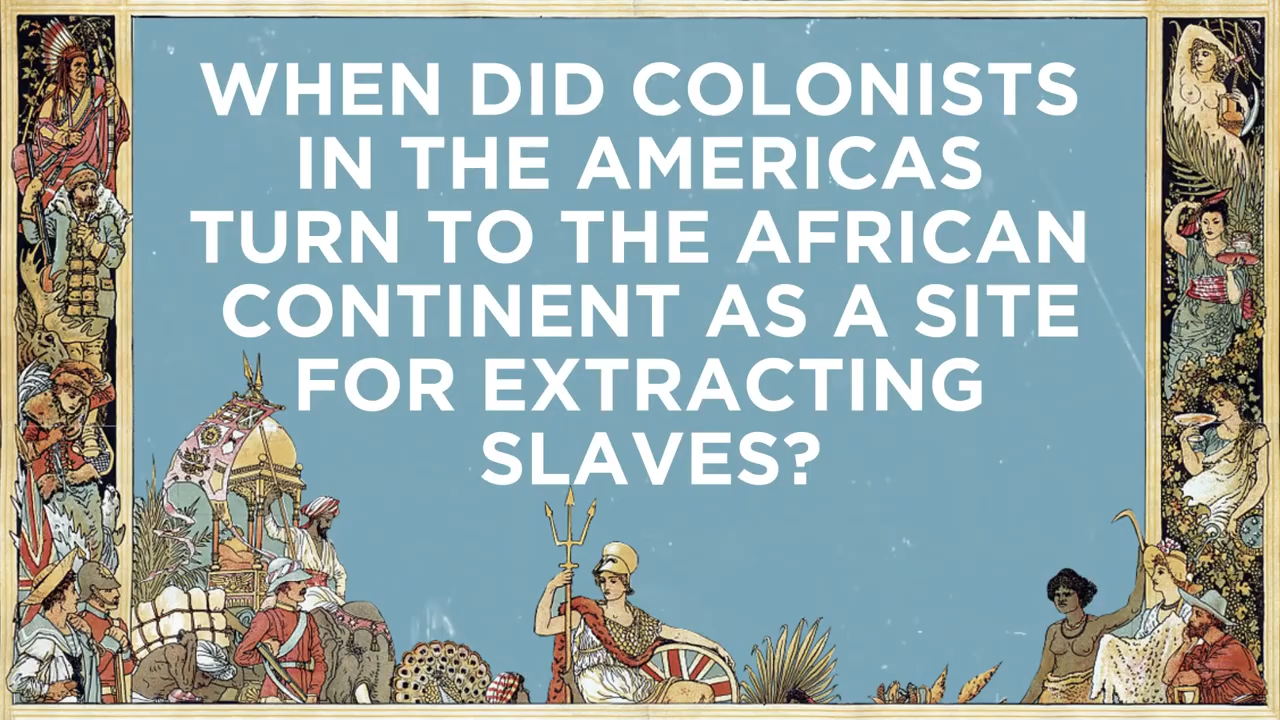 WHEN DID COLONISTS
IN THE AMERICAS
TURN TO THE AFRICAN
CONTINENT AS A SITE
FOR EXTRACTING
SLAVES?